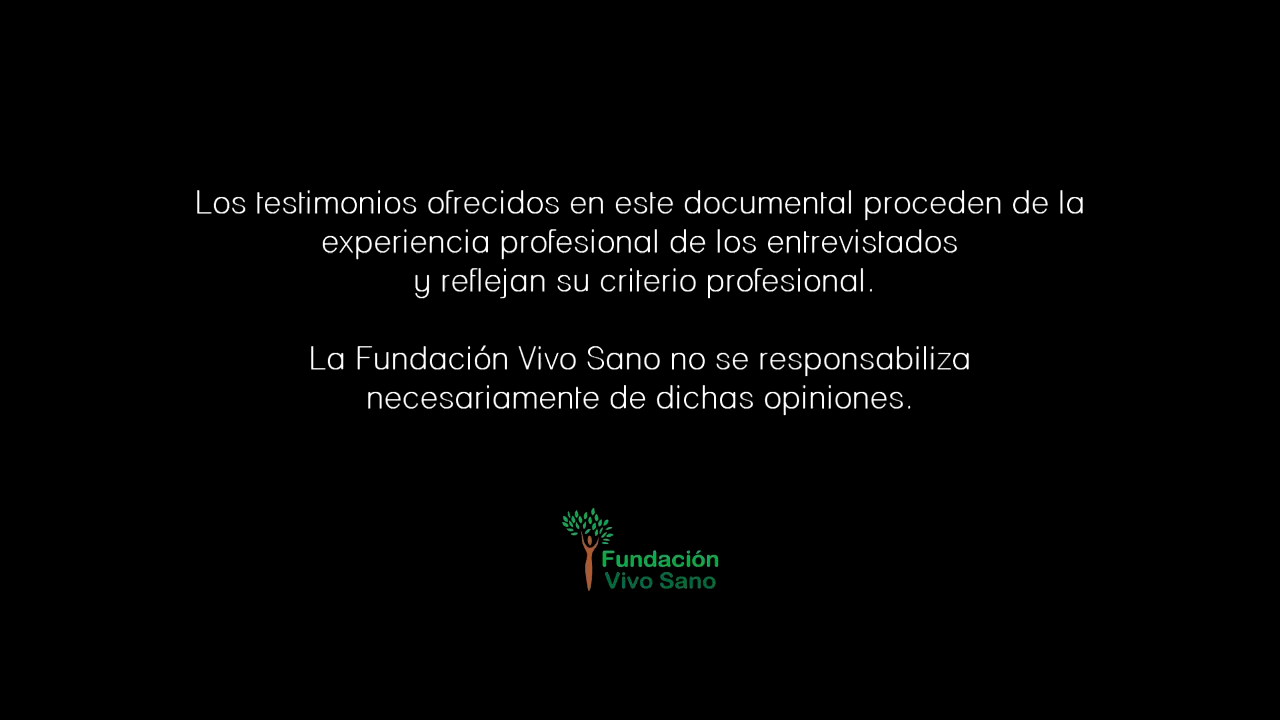 Los testimonios ofrecidos en este documental proceden de la
experiencia profesional de los entrevistados
y reflejan su criterio profesional.
La Fundación Vivo Sano no se responsabiliza
necesariamente de dichas opiniones.
Fundación
Vivo Sano